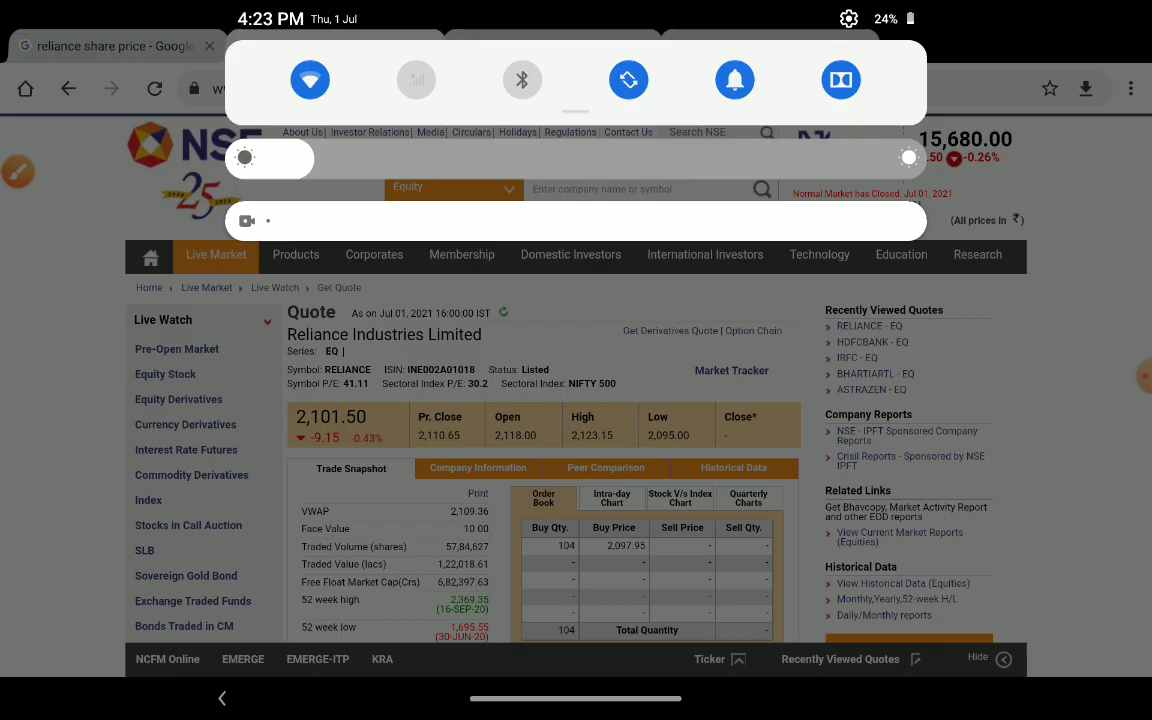 4:23 PM Thu, 1 Jul
24%
reliance share price - Google
NS
25
About Us | Investor Relations | Media | Circulars | Holidays | Regulations | Contact Us
Search NSE
15,680.00
.50 -0.26%
Equity
Enter company name or symbol
Normal Market has Closed. Jul 01, 2021
(All prices in ₹)
Live Market
Products
Corporates
Membership
Domestic Investors
International Investors
Technology
Education
Research
Home › Live Market › Live Watch › Get Quote
Live Watch
Pre-Open Market
Equity Stock
Equity Derivatives
Currency Derivatives
Interest Rate Futures
Commodity Derivatives
Index
Stocks in Call Auction
SLB
Sovereign Gold Bond
Exchange Traded Funds
Bonds Traded in CM
Quote As on Jul 01, 2021 16:00:00 IST
Reliance Industries Limited
Get Derivatives Quote | Option Chain
Series: EQ |
Symbol: RELIANCE ISIN: INE002A01018 Status: Listed
Market Tracker
Symbol P/E: 41.11 Sectoral Index P/E: 30.2 Sectoral Index: NIFTY 500
2,101.50 Pr. Close Open High Low Close*
-9.15 -0.43% 2,110.65 2,118.00 2,123.15 2,095.00 -
Trade Snapshot
Company Information
Peer Comparison
Historical Data
Print
VWAP 2,109.36
Face Value 10.00
Traded Volume (shares) 57,84,627
Traded Value (lacs) 1,22,018.61
Free Float Market Cap(Crs) 6,82,397.63
52 week high 2,369.35
(16-SEP-20)
52 week low 1,695.55
(30-JUN-20)
Order Book
Intra-day Chart
Stock V/s Index Chart
Quarterly Charts
Buy Qty. Buy Price Sell Price Sell Qty.
104 2,097.95 - -
- - - -
- - - -
- - - -
- - - -
104 Total Quantity -
Recently Viewed Quotes
RELIANCE - EQ
HDFCBANK - EQ
IRFC - EQ
BHARTIARTL - EQ
ASTRAZEN - EQ
Company Reports
NSE - IPFT Sponsored Company
Reports
Crisil Reports - Sponsored by NSE
IPFT
Related Links
Get Bhavcopy, Market Activity Report
and other EOD reports
View Current Market Reports
(Equities)
Historical Data
View Historical Data (Equities)
Monthly,Yearly,52-week H/L
Daily/Monthly reports
NCFM Online
EMERGE
EMERGE-ITP
KRA
Ticker
Recently Viewed Quotes
Hide